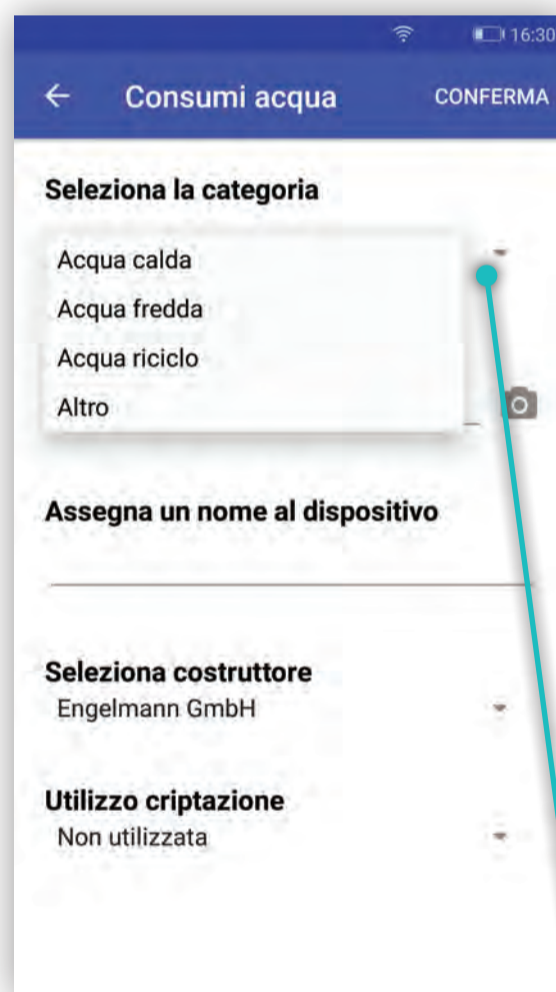 16:30
Consumi acqua CONFERMA
Seleziona la categoria
Acqua calda
Acqua fredda
Acqua riciclo
Altro
Assegna un nome al dispositivo
Seleziona costruttore
Engelmann GmbH
Utilizzo criptazione
Non utilizzata